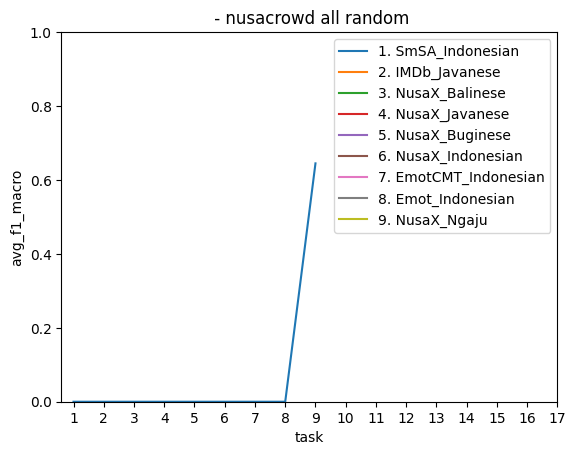 - nusacrowd all random
1.0
0.8
0.6
0.4
0.2
0.0
avg_f1_macro
1. SmSA_Indonesian
2. IMDb_Javanese
3. NusaX_Balinese
4. NusaX_Javanese
5. NusaX_Buginese
6. NusaX_Indonesian
7. EmotCMT_Indonesian
8. Emot_Indonesian
9. NusaX_Ngaju
1 2 3 4 5 6 7 8 9 10 11 12 13 14 15 16 17
task